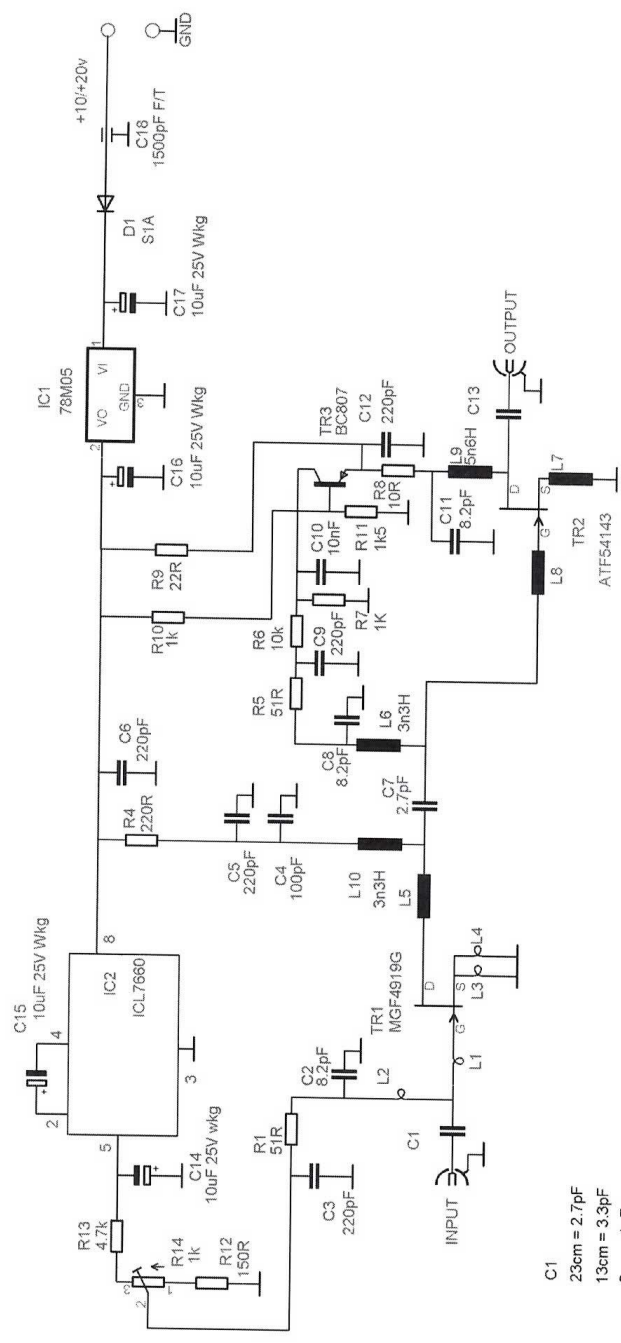 C15
10uF 25V Wkg
2
4
IC2
ICL7660
8
5
3
C14
10uF 25V wkg
+
R13
4.7k
R14
1k
3
2
R12
150R
R4
220R
C6
220pF
R10
1k
R9
22R
C16
10uF 25V Wkg
+
IC1
78M05
2
VO
VI
1
GND
3
C17
10uF 25V Wkg
+
D1
S1A
C18
1500pF F/T
+10/+20v
GND
R1
51R
C2
8.2pF
C3
220pF
L2
C1
INPUT
L1
TR1
MGF4919G
D
G
S
L3
L4
C5
220pF
C4
100pF
L10
3n3H
L5
C7
2.7pF
R5
51R
R6
10k
C8
8.2pF
L6
3n3H
C9
220pF
R7
1K
C10
10nF
R11
1k5
TR3
BC807
C12
220pF
R8
10R
C11
8.2pF
L9
5n6H
C13
OUTPUT
D
G
S
L8
L7
TR2
ATF54143
C1
23cm = 2.7pF
13cm = 3.3pF